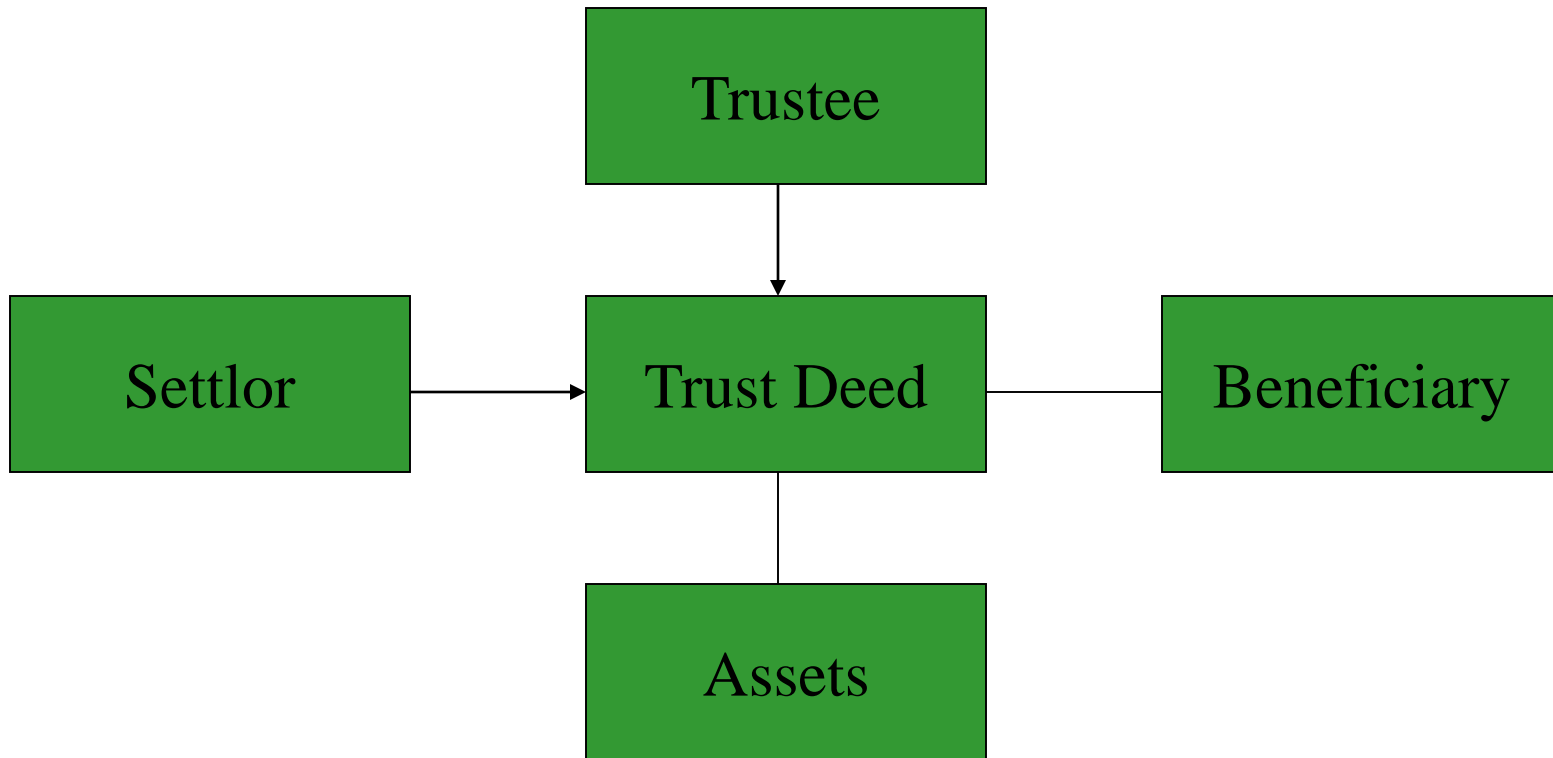 Trustee
Settlor
Trust Deed
Beneficiary
Assets